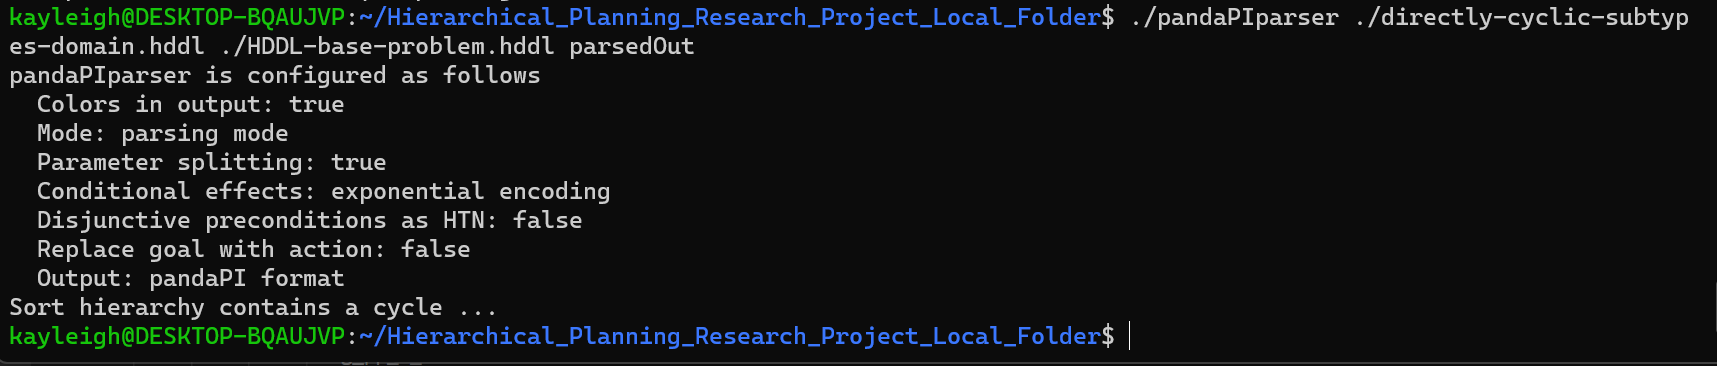 kayleigh@DESKTOP-BQAUJVP:~/Hierarchical_Planning_Research_Project_Local_Folder$ ./pandaPIparser ./directly-cyclic-subtyp
es-domain.hddl ./HDDL-base-problem.hddl parsedOut
pandaPIparser is configured as follows
  Colors in output: true
  Mode: parsing mode
  Parameter splitting: true
  Conditional effects: exponential encoding
  Disjunctive preconditions as HTN: false
  Replace goal with action: false
  Output: pandaPI format
Sort hierarchy contains a cycle ...
kayleigh@DESKTOP-BQAUJVP:~/Hierarchical_Planning_Research_Project_Local_Folder$